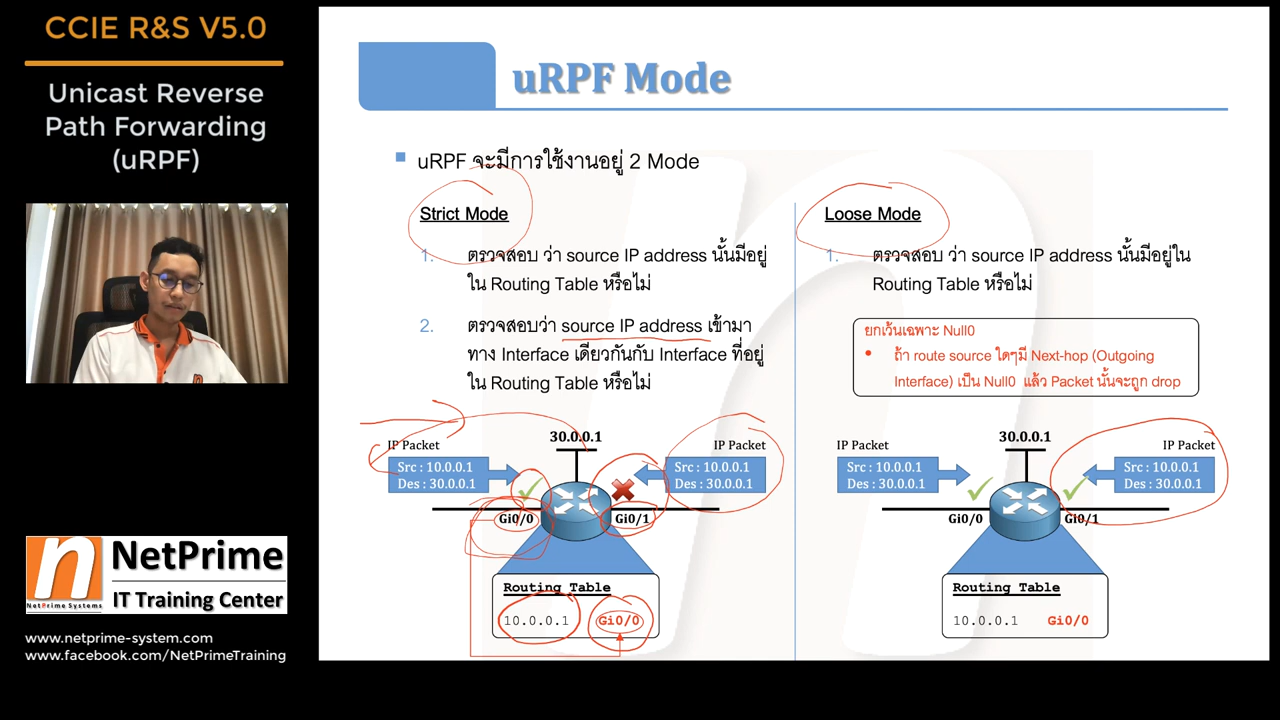 CCIE R&S V5.0
Unicast Reverse
Path Forwarding
(uRPF)
n
NetPrime Systems
NetPrime
IT Training Center
www.netprime-system.com
www.facebook.com/NetPrimeTraining
uRPF Mode
uRPF จะมีการใช้งานอยู่ 2 Mode
Strict Mode
1. ตรวจสอบ ว่า source IP address นั้นมีอยู่
ใน Routing Table หรือไม่
2. ตรวจสอบว่า source IP address เข้ามา
ทาง Interface เดียวกันกับ Interface ที่อยู่
ใน Routing Table หรือไม่
IP Packet
Src : 10.0.0.1
Des : 30.0.0.1
30.0.0.1
IP Packet
Src : 10.0.0.1
Des : 30.0.0.1
Gi0/0
Gi0/1
Routing Table
10.0.0.1 Gi0/0
Loose Mode
1. ตรวจสอบ ว่า source IP address นั้นมีอยู่ใน
Routing Table หรือไม่
ยกเว้นเฉพาะ Null0
• ถ้า route source ใดๆมี Next-hop (Outgoing
Interface) เป็น Null0 แล้ว Packet นั้นจะถูก drop
IP Packet
Src : 10.0.0.1
Des : 30.0.0.1
30.0.0.1
IP Packet
Src : 10.0.0.1
Des : 30.0.0.1
Gi0/0
Gi0/1
Routing Table
10.0.0.1 Gi0/0